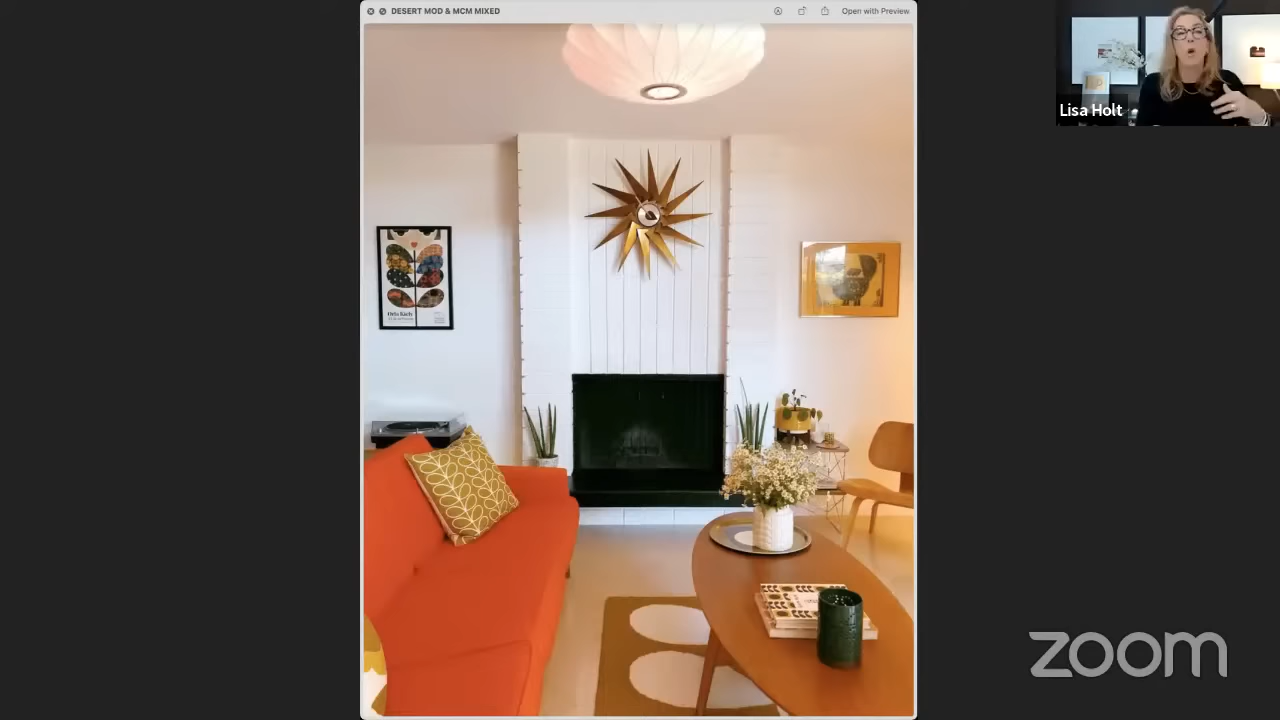 DESERT MOD & MCM MIXED
Open with Preview
Lisa Holt
Orla Kiely
zoom